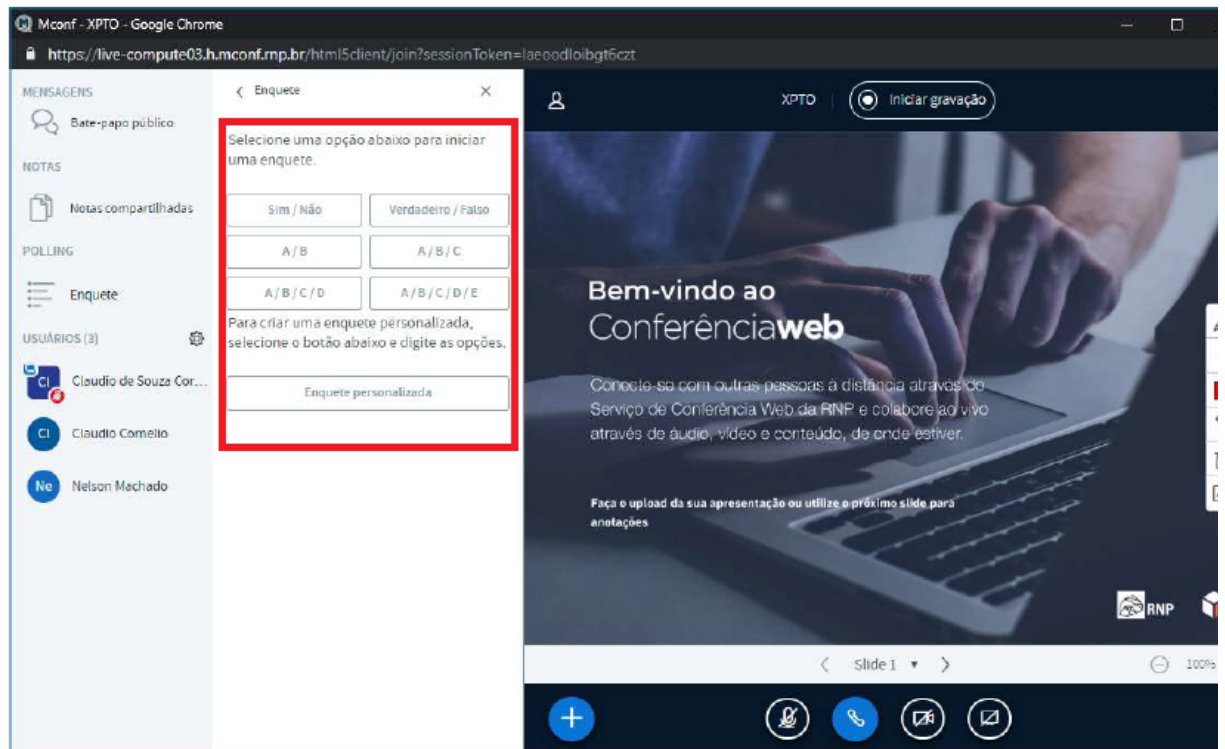 Mconf - XPTO - Google Chrome
https://live-compute03.h.mconf.rnp.br/html5client/join?sessionToken=laeoodloibgt6czt
MENSAGENS
Bate-papo público
NOTAS
Notas compartilhadas
POLLING
Enquete
USUÁRIOS (3)
CI Claudio de Souza Cor...
CI Claudio Cornelio
Ne Nelson Machado
Enquete
Selecione uma opção abaixo para iniciar
uma enquete.
Sim / Não Verdadeiro / Falso
A / B A / B / C
A / B / C / D A / B / C / D / E
Para criar uma enquete personalizada,
selecione o botão abaixo e digite as opções.
Enquete personalizada
XPTO Iniciar gravação
Bem-vindo ao
Conferênciaweb
Conecte-se com outras pessoas à distância através do
Serviço de Conferência Web da RNP e colabore ao vivo
através de áudio, vídeo e conteúdo, de onde estiver.
Faça o upload da sua apresentação ou utilize o próximo slide para
anotações
RNP
Slide 1
100%